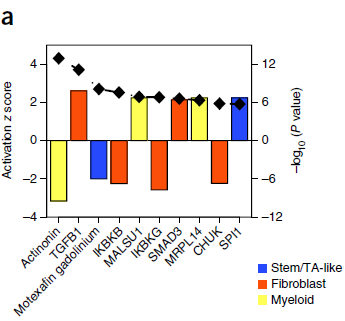 a
4
2
0
−2
−4
Activation z score
12
6
0
−6
−12
−log10 (P value)
Actinonin
TGFB1
Motexafin gadolinium
IKBKB
MALSU1
IKBKG
SMAD3
MRPL14
CHUK
SPI1
Stem/TA-like
Fibroblast
Myeloid